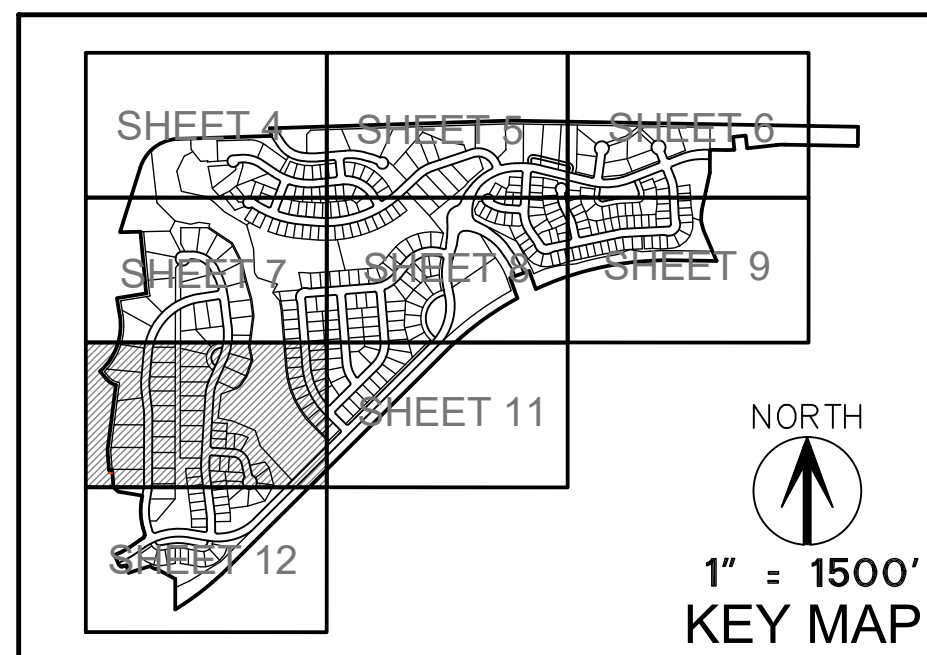 SHEET 4
SHEET 5
SHEET 6
SHEET 7
SHEET 8
SHEET 9
SHEET 11
SHEET 12
NORTH
1" = 1500'
KEY MAP